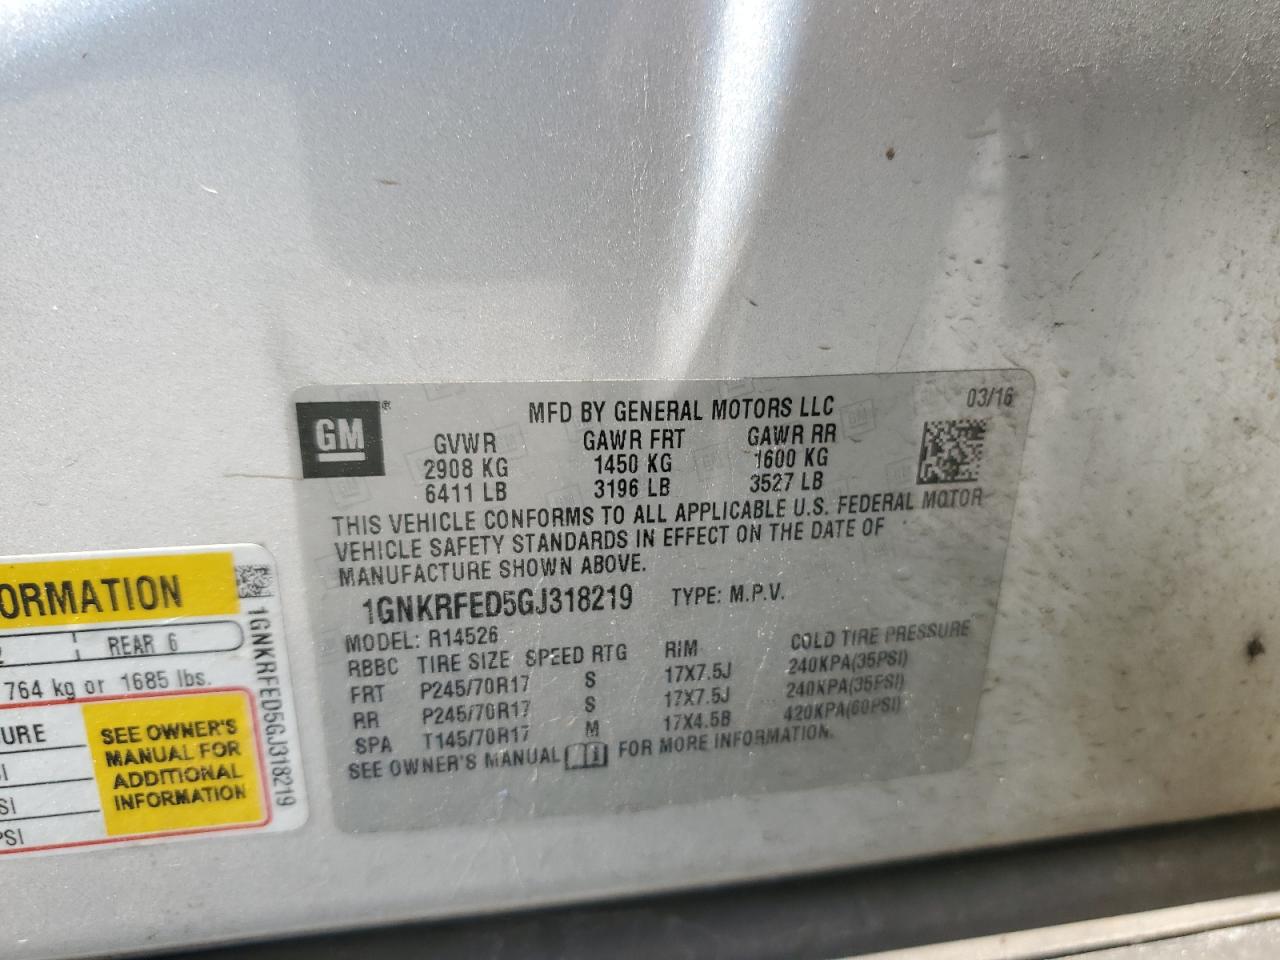 GM®
MFD BY GENERAL MOTORS LLC
03/16
GVWR GAWR FRT GAWR RR
2908 KG 1450 KG 1600 KG
6411 LB 3196 LB 3527 LB
THIS VEHICLE CONFORMS TO ALL APPLICABLE U.S. FEDERAL MOTOR
VEHICLE SAFETY STANDARDS IN EFFECT ON THE DATE OF
MANUFACTURE SHOWN ABOVE.
1GNKRFED5GJ318219 TYPE: M.P.V.
MODEL: R14526
RBBC TIRE SIZE SPEED RTG RIM COLD TIRE PRESSURE
FRT P245/70R17 S 17X7.5J 240KPA(35PSI)
RR P245/70R17 S 17X7.5J 240KPA(35PSI)
SPA T145/70R17 M 17X4.5B 420KPA(60PSI)
SEE OWNER'S MANUAL FOR MORE INFORMATION.
ORMATION
REAR 6
764 kg or 1685 lbs.
URE
SI
PSI
SEE OWNER'S
MANUAL FOR
ADDITIONAL
INFORMATION
1GNKRFED5GJ318219